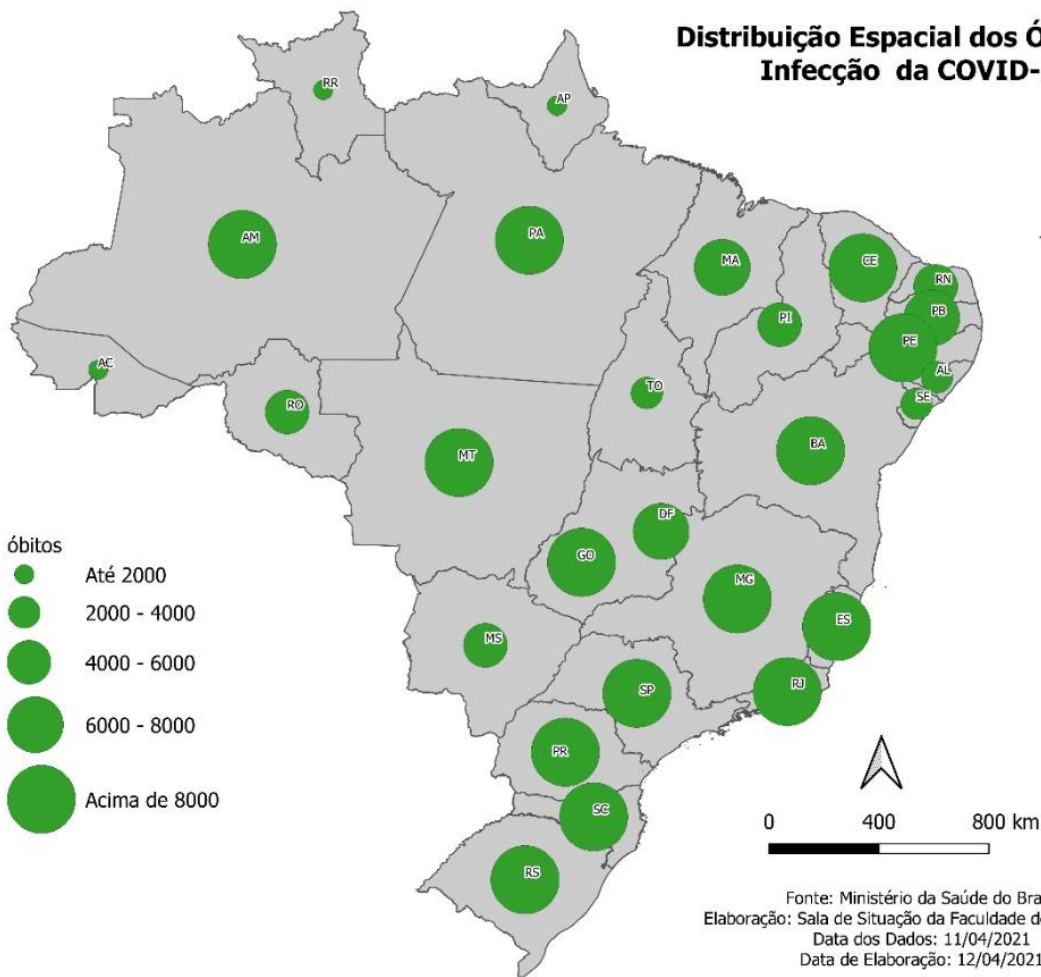 Distribuição Espacial dos Ó
Infecção da COVID-
RR
AP
AM
PA
MA
CE
RN
PB
PI
PE
AC
TO
AL
SE
RO
BA
MT
DF
GO
MG
ES
MS
SP
RJ
PR
SC
RS
óbitos
Até 2000
2000 - 4000
4000 - 6000
6000 - 8000
Acima de 8000
0 400 800 km
Fonte: Ministério da Saúde do Bra
Elaboração: Sala de Situação da Faculdade d
Data dos Dados: 11/04/2021
Data de Elaboração: 12/04/2021